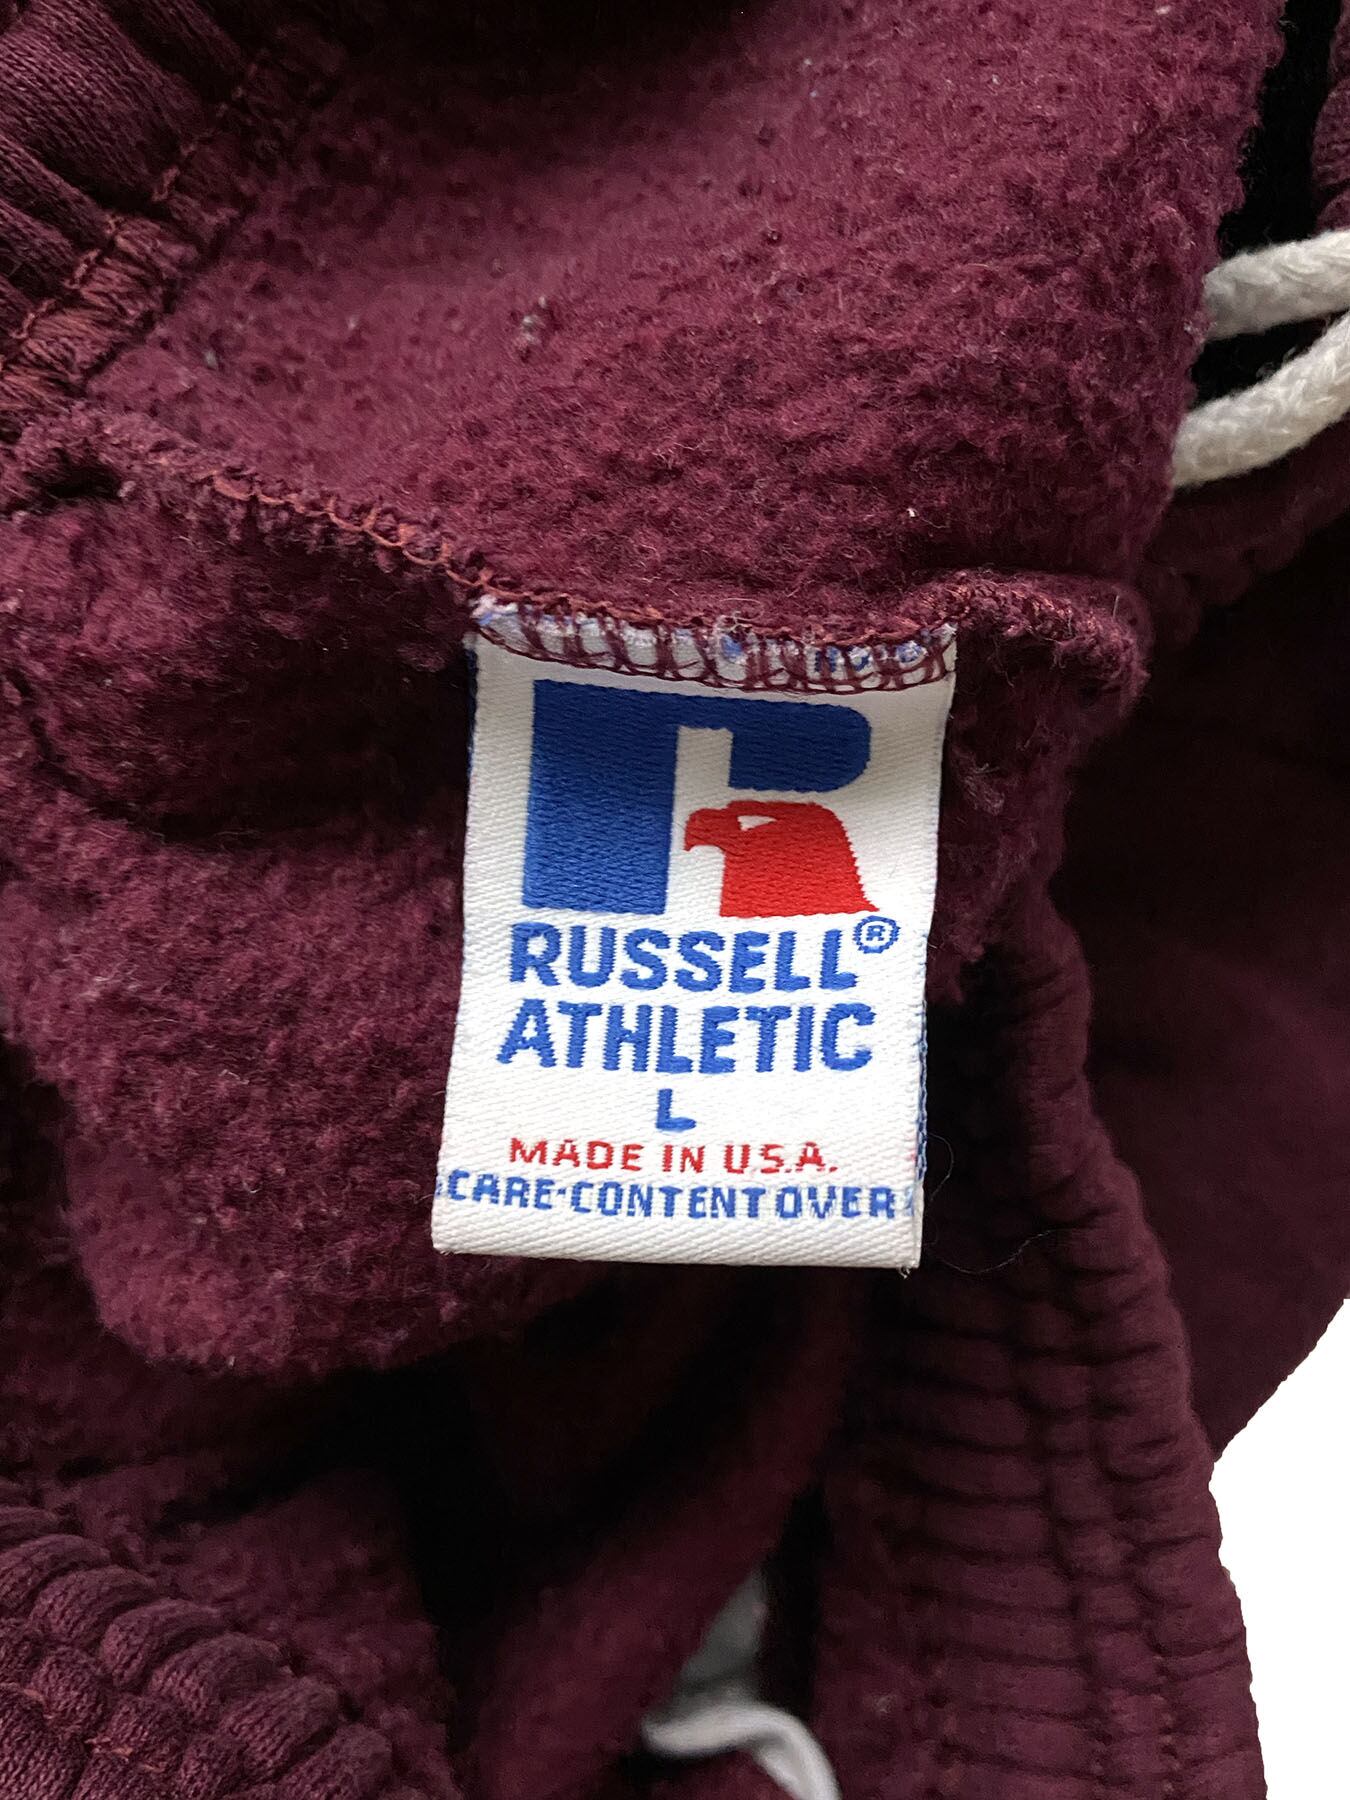 RUSSELL®
ATHLETIC
L
MADE IN U.S.A.
CARE·CONTENT OVER